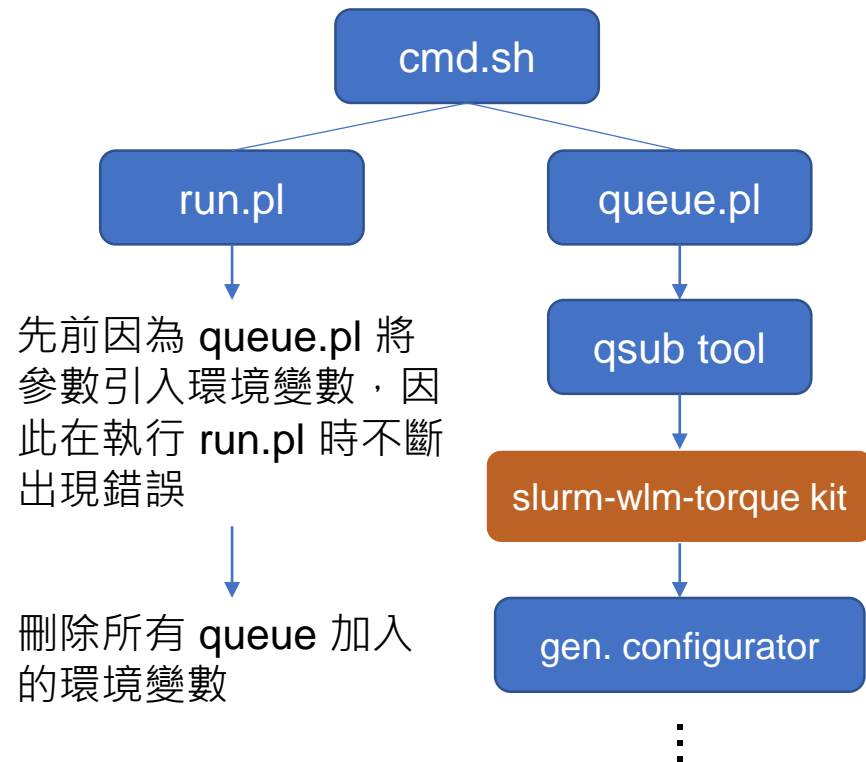 cmd.sh
run.pl
queue.pl
先前因為 queue.pl 將
參數引入環境變數，因
此在執行 run.pl 時不斷
出現錯誤
qsub tool
slurm-wlm-torque kit
刪除所有 queue 加入
的環境變數
gen. configurator
⋮